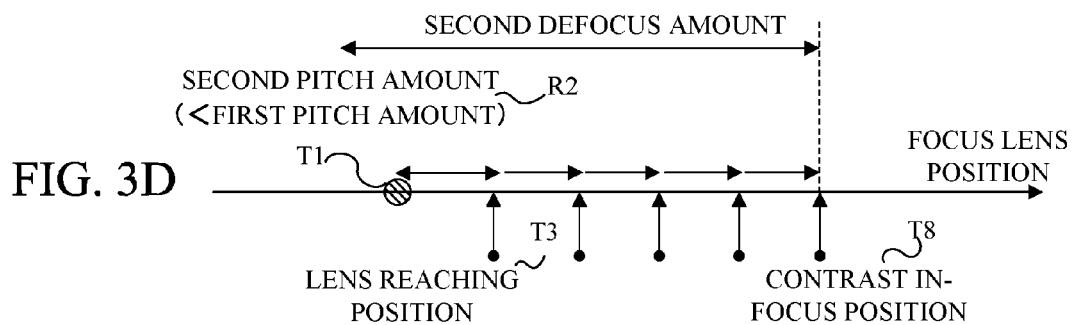 SECOND DEFOCUS AMOUNT
SECOND PITCH AMOUNT
R2
(<FIRST PITCH AMOUNT)
T1
FOCUS LENS
POSITION
FIG. 3D
T3
T8
LENS REACHING
POSITION
CONTRAST IN-
FOCUS POSITION